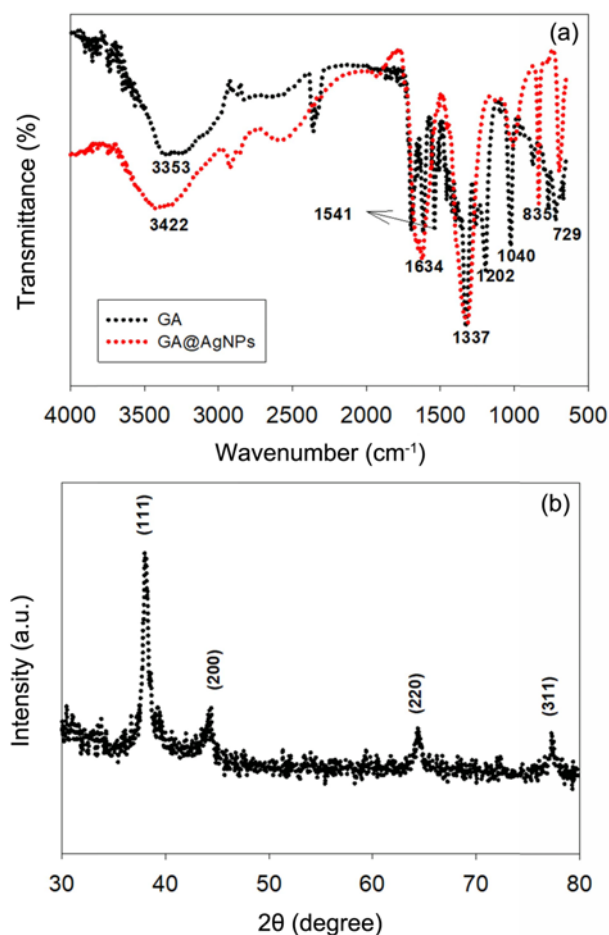 (a)
Transmittance (%)
3353
3422
1541
1634
1202
1040
835
729
1337
GA
GA@AgNPs
4000 3500 3000 2500 2000 1500 1000 500
Wavenumber (cm-1)
(b)
Intensity (a.u.)
(111)
(200)
(220)
(311)
30 40 50 60 70 80
2θ (degree)